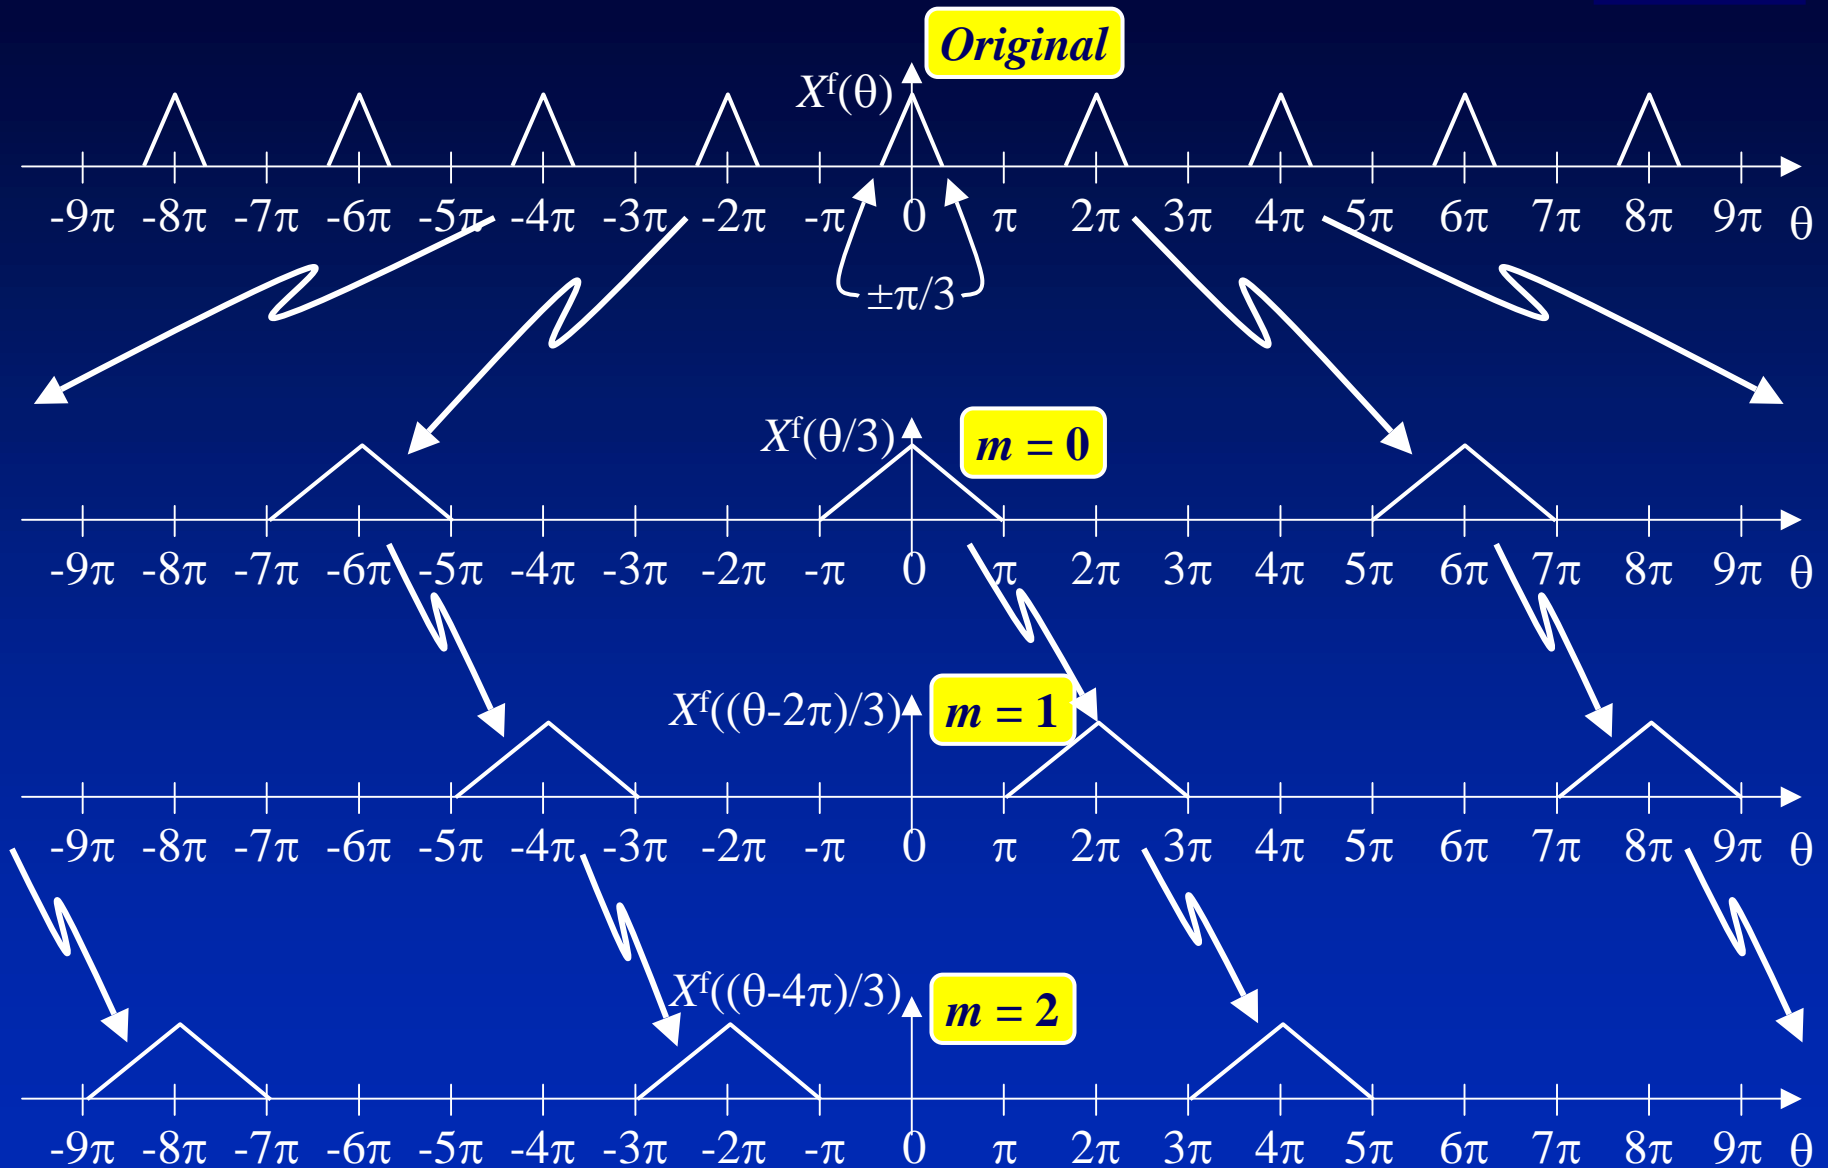 Original
Xf(θ)
-9π -8π -7π -6π -5π -4π -3π -2π -π 0 π 2π 3π 4π 5π 6π 7π 8π 9π θ
±π/3
Xf(θ/3)
m = 0
-9π -8π -7π -6π -5π -4π -3π -2π -π 0 π 2π 3π 4π 5π 6π 7π 8π 9π θ
Xf((θ-2π)/3)
m = 1
-9π -8π -7π -6π -5π -4π -3π -2π -π 0 π 2π 3π 4π 5π 6π 7π 8π 9π θ
Xf((θ-4π)/3)
m = 2
-9π -8π -7π -6π -5π -4π -3π -2π -π 0 π 2π 3π 4π 5π 6π 7π 8π 9π θ